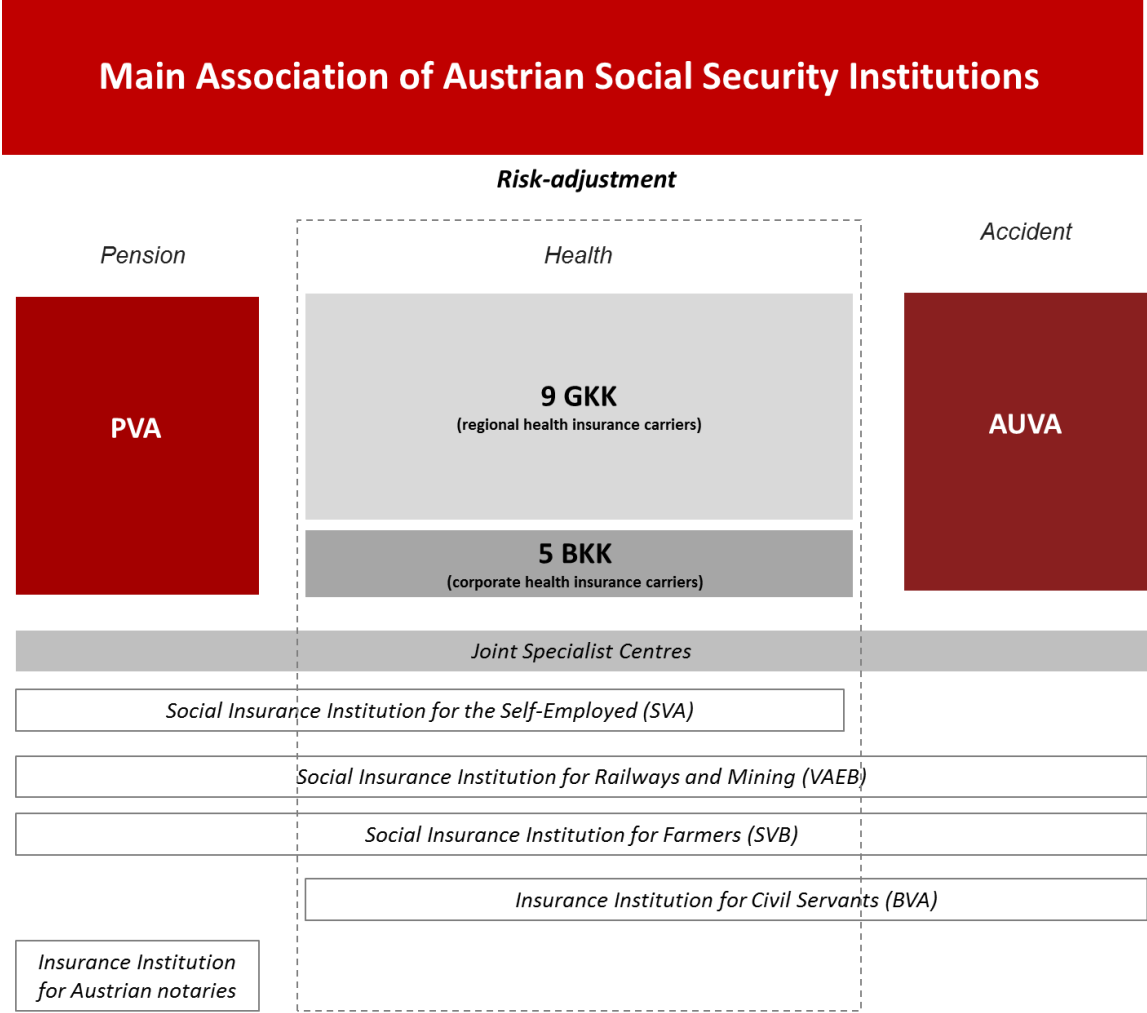 Main Association of Austrian Social Security Institutions
Risk-adjustment
Pension
Health
Accident
PVA
9 GKK
(regional health insurance carriers)
AUVA
5 BKK
(corporate health insurance carriers)
Joint Specialist Centres
Social Insurance Institution for the Self-Employed (SVA)
Social Insurance Institution for Railways and Mining (VAEB)
Social Insurance Institution for Farmers (SVB)
Insurance Institution for Civil Servants (BVA)
Insurance Institution
for Austrian notaries